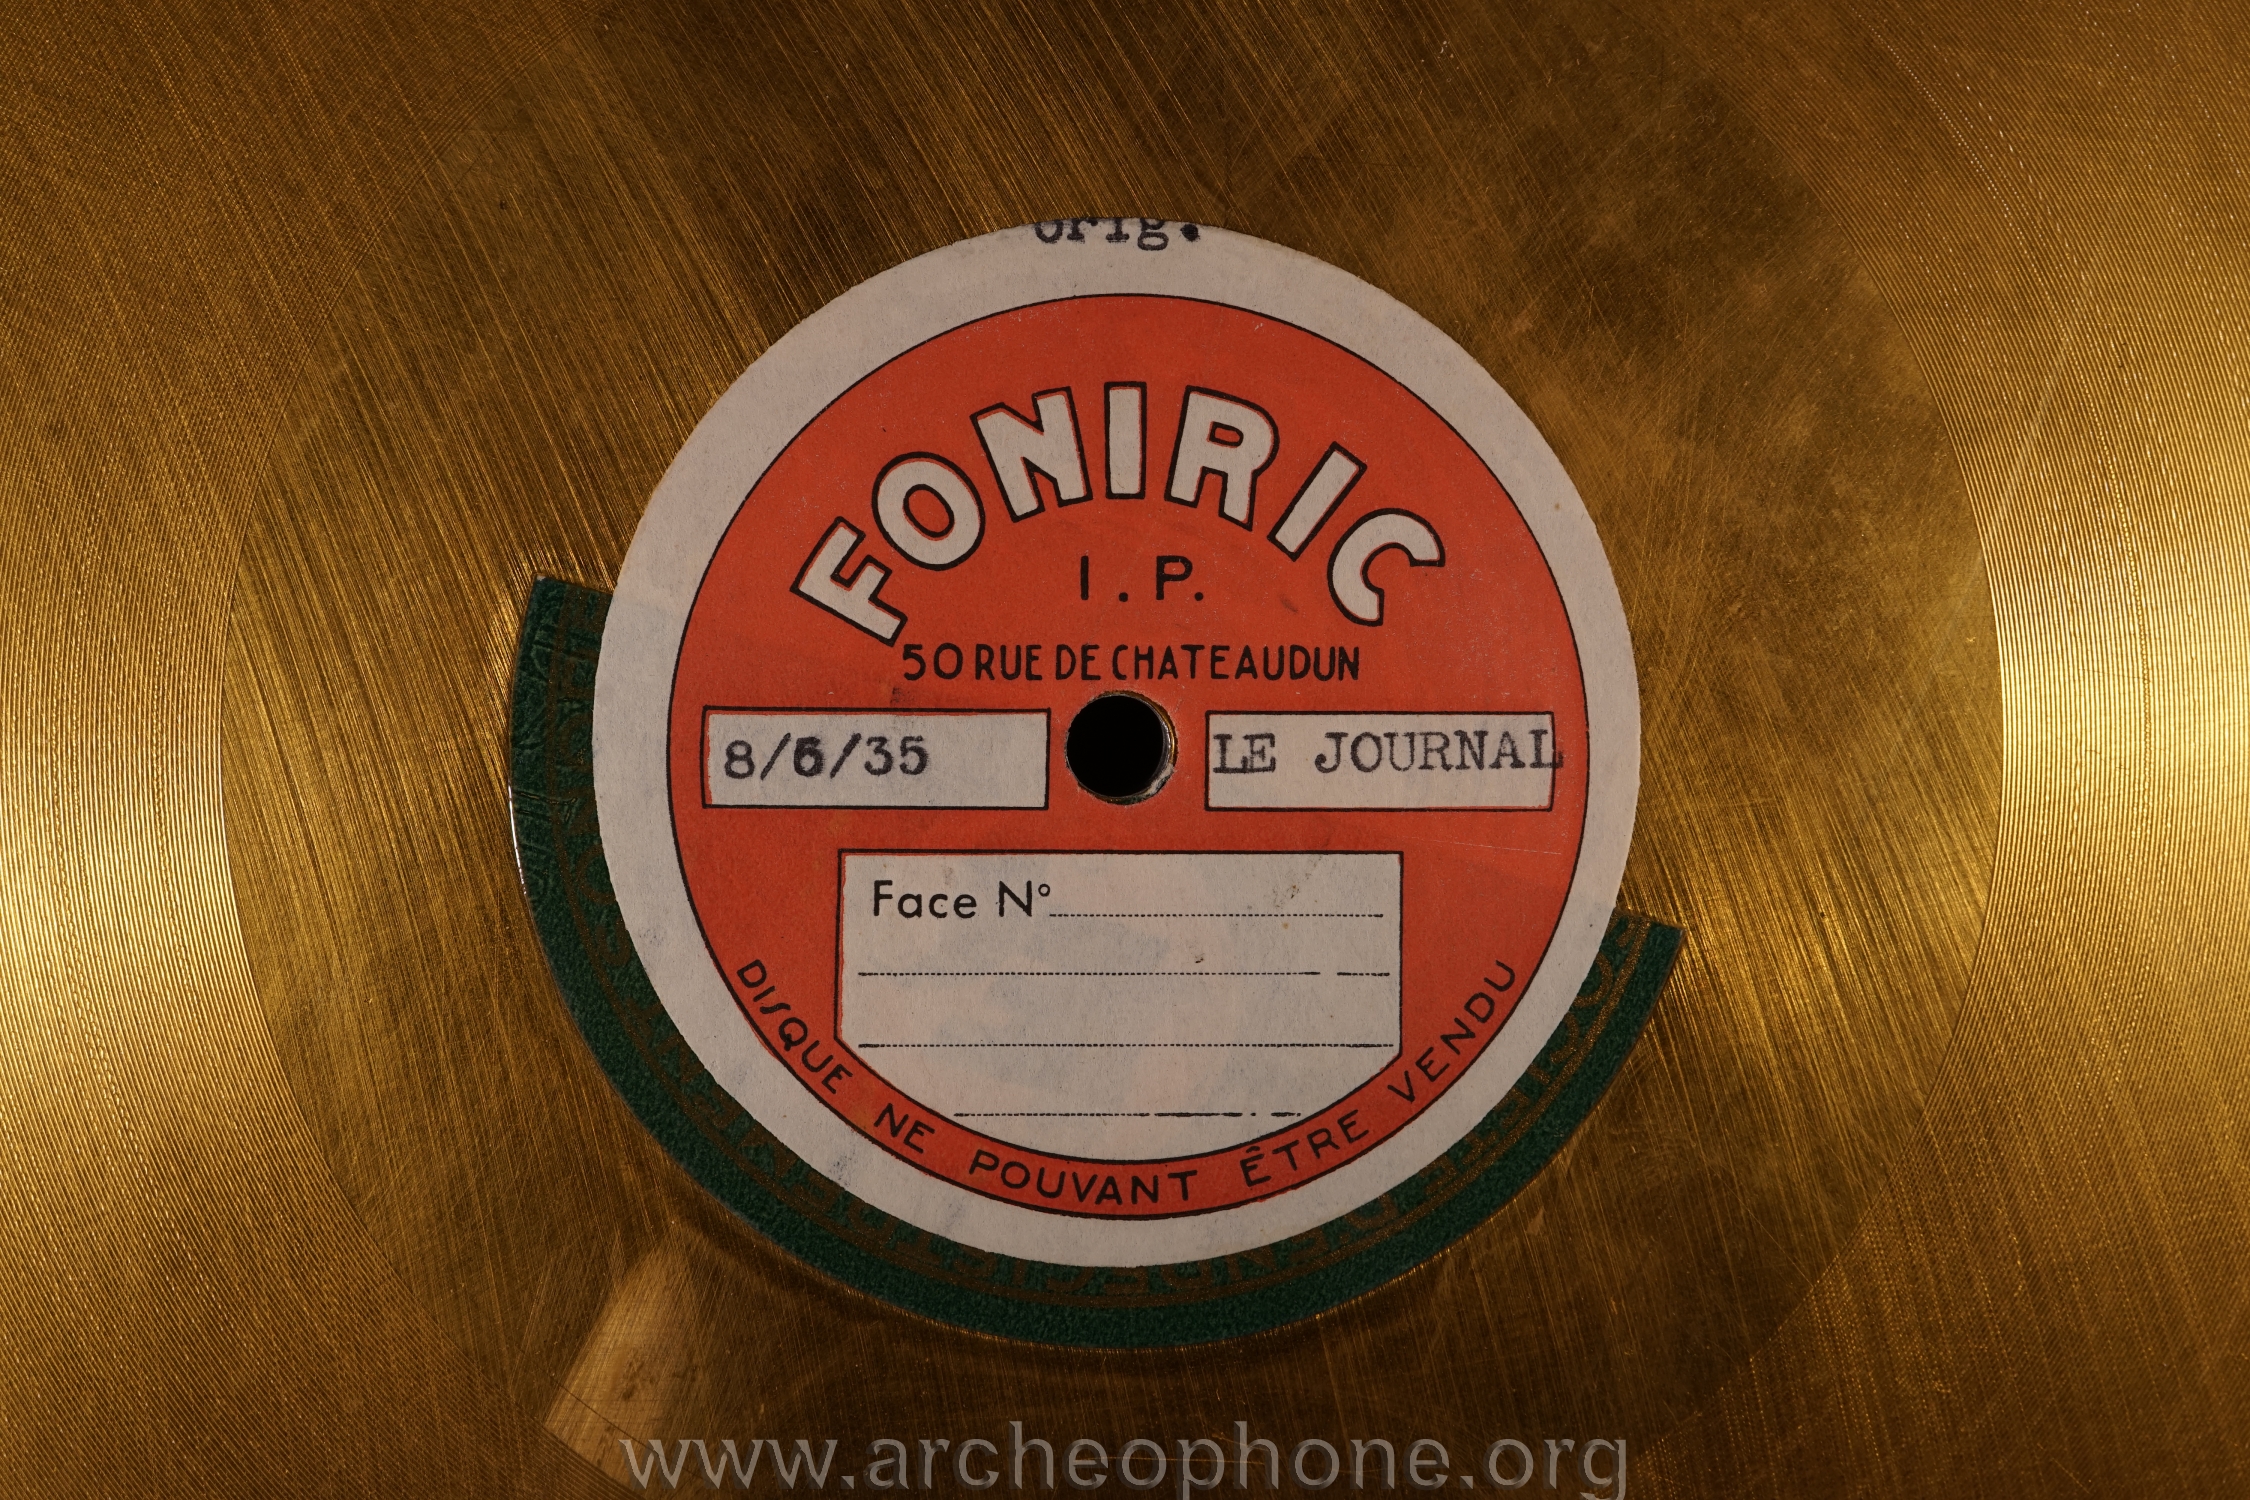 orig.
FONIRIC
I.P.
50 RUE DE CHATEAUDUN
8/6/35
LE JOURNAL
Face Nº
DISQUE NE POUVANT ÊTRE VENDU
www.archeophone.org